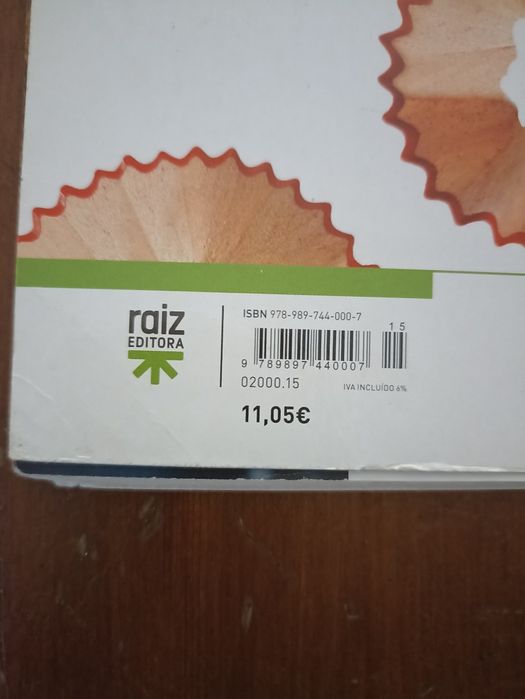 raiz
EDITORA
ISBN 978-989-744-000-7
15
9 789897 440007
02000.15
IVA INCLUÍDO 6%
11,05€